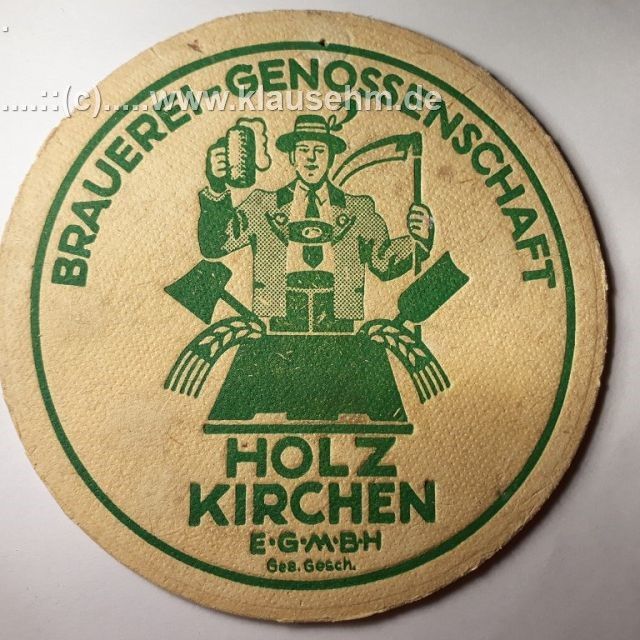 .....::(c).....www.klausehm.de
BRAUEREI-GENOSSENSCHAFT
HOLZ
KIRCHEN
E·G·M·B·H
Ges. Gesch.